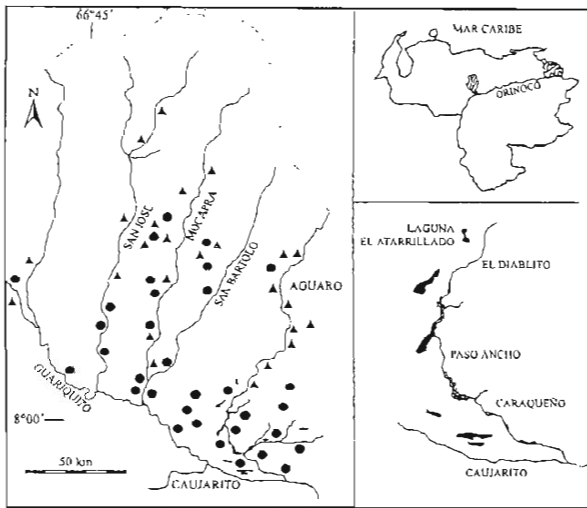 66°45'
N
SAN JOSE
MOCAPRA
SAN BARTOLO
AGUARO
GUARIQUITO
8°00'
50 km
CAUJARITO
MAR CARIBE
ORINOCO
LAGUNA
EL ATARRILLADO
EL DIABLITO
PASO ANCHO
CARAQUEÑO
CAUJARITO